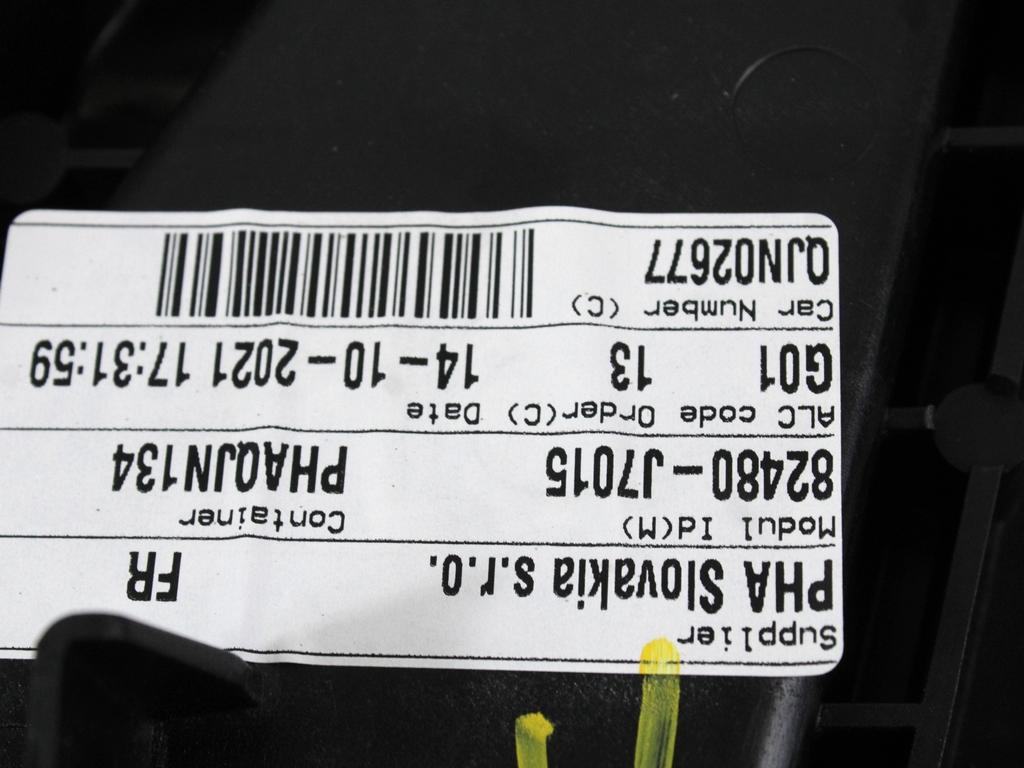 Supplier
PHA Slovakia s.r.o. FR
Modul Id(M) Container
82480-J7015 PHAQJN134
ALC code Order(C) Date
G01 13 14-10-2021 17:31:59
Car Number (C)
QJN02677